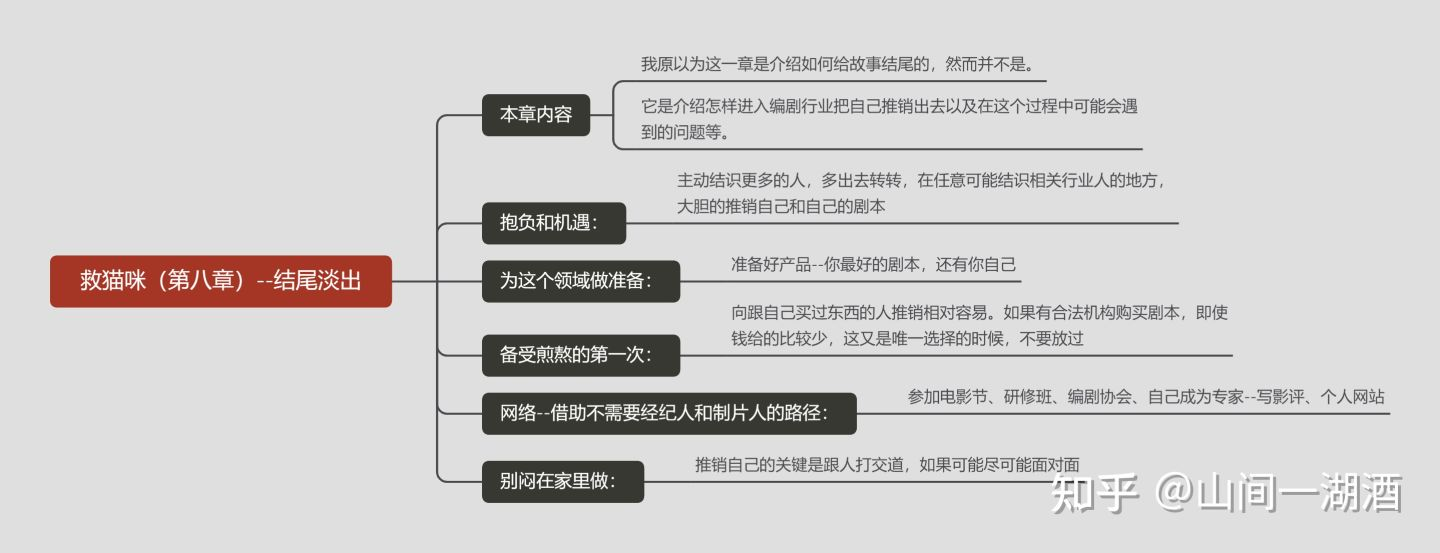 救猫咪（第八章）--结尾淡出
本章内容
我原以为这一章是介绍如何给故事结尾的，然而并不是。
它是介绍怎样进入编剧行业把自己推销出去以及在这个过程中可能会遇
到的问题等。
抱负和机遇：
主动结识更多的人，多出去转转，在任意可能结识相关行业人的地方，
大胆的推销自己和自己的剧本
为这个领域做准备：
准备好产品--你最好的剧本，还有你自己
备受煎熬的第一次：
向跟自己买过东西的人推销相对容易。如果有合法机构购买剧本，即使
钱给的比较少，这又是唯一选择的时候，不要放过
网络--借助不需要经纪人和制片人的路径：
参加电影节、研修班、编剧协会、自己成为专家--写影评、个人网站
别闷在家里做：
推销自己的关键是跟人打交道，如果可能尽可能面对面
知乎 @山间一湖酒